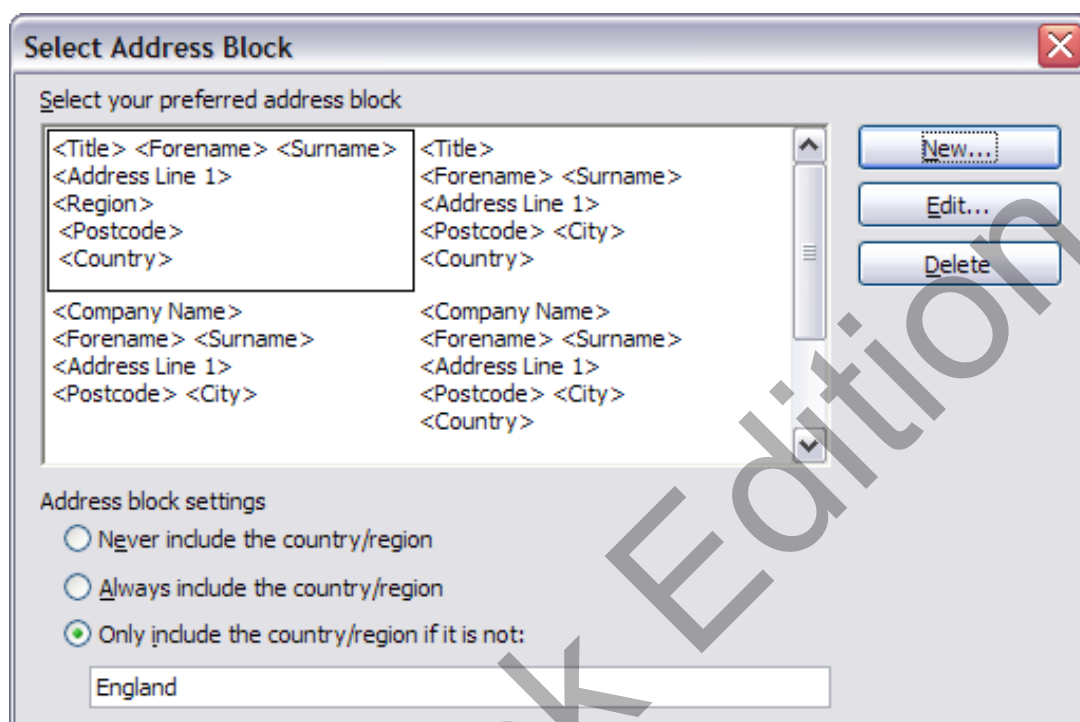 Select Address Block
Select your preferred address block
<Title> <Forename> <Surname>
<Address Line 1>
<Region>
<Postcode>
<Country>
<Title>
<Forename> <Surname>
<Address Line 1>
<Postcode> <City>
<Country>
<Company Name>
<Forename> <Surname>
<Address Line 1>
<Postcode> <City>
<Company Name>
<Forename> <Surname>
<Address Line 1>
<Postcode> <City>
<Country>
New...
Edit...
Delete
Address block settings
Never include the country/region
Always include the country/region
Only include the country/region if it is not:
England
k Edition